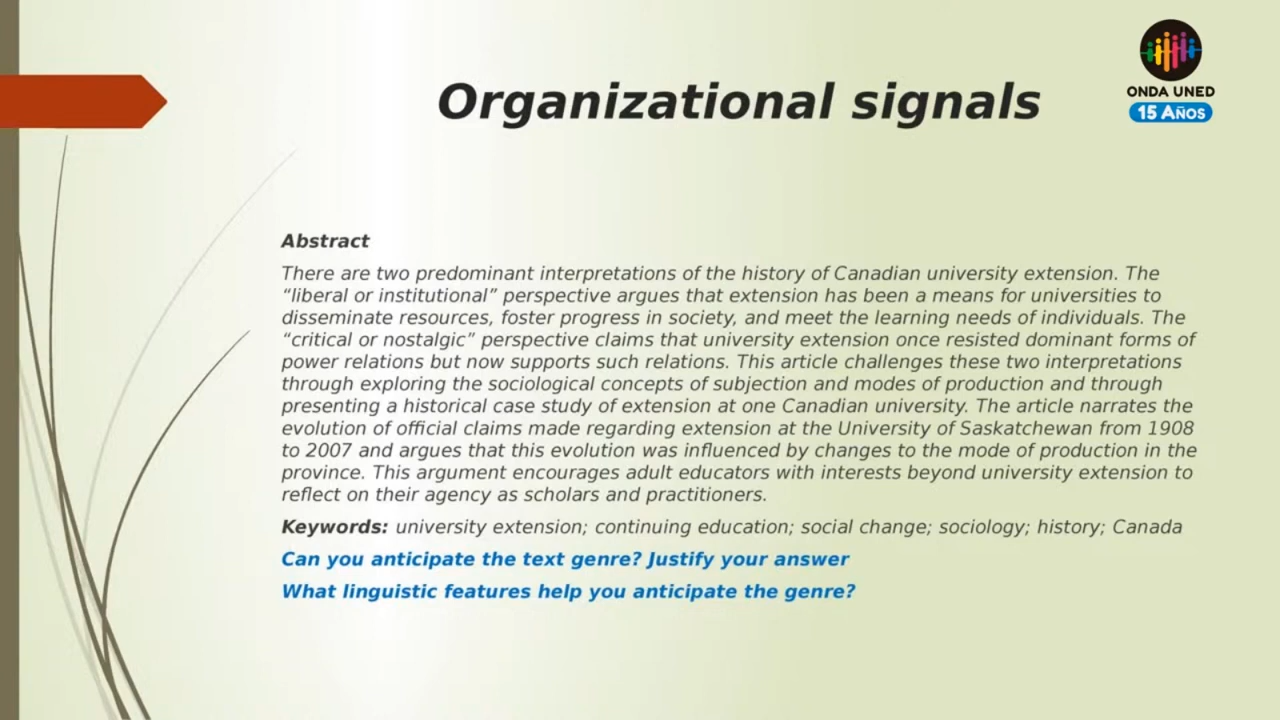 Organizational signals
ONDA UNED
15 AÑOS
Abstract
There are two predominant interpretations of the history of Canadian university extension. The
“liberal or institutional” perspective argues that extension has been a means for universities to
disseminate resources, foster progress in society, and meet the learning needs of individuals. The
“critical or nostalgic” perspective claims that university extension once resisted dominant forms of
power relations but now supports such relations. This article challenges these two interpretations
through exploring the sociological concepts of subjection and modes of production and through
presenting a historical case study of extension at one Canadian university. The article narrates the
evolution of official claims made regarding extension at the University of Saskatchewan from 1908
to 2007 and argues that this evolution was influenced by changes to the mode of production in the
province. This argument encourages adult educators with interests beyond university extension to
reflect on their agency as scholars and practitioners.
Keywords: university extension; continuing education; social change; sociology; history; Canada
Can you anticipate the text genre? Justify your answer
What linguistic features help you anticipate the genre?